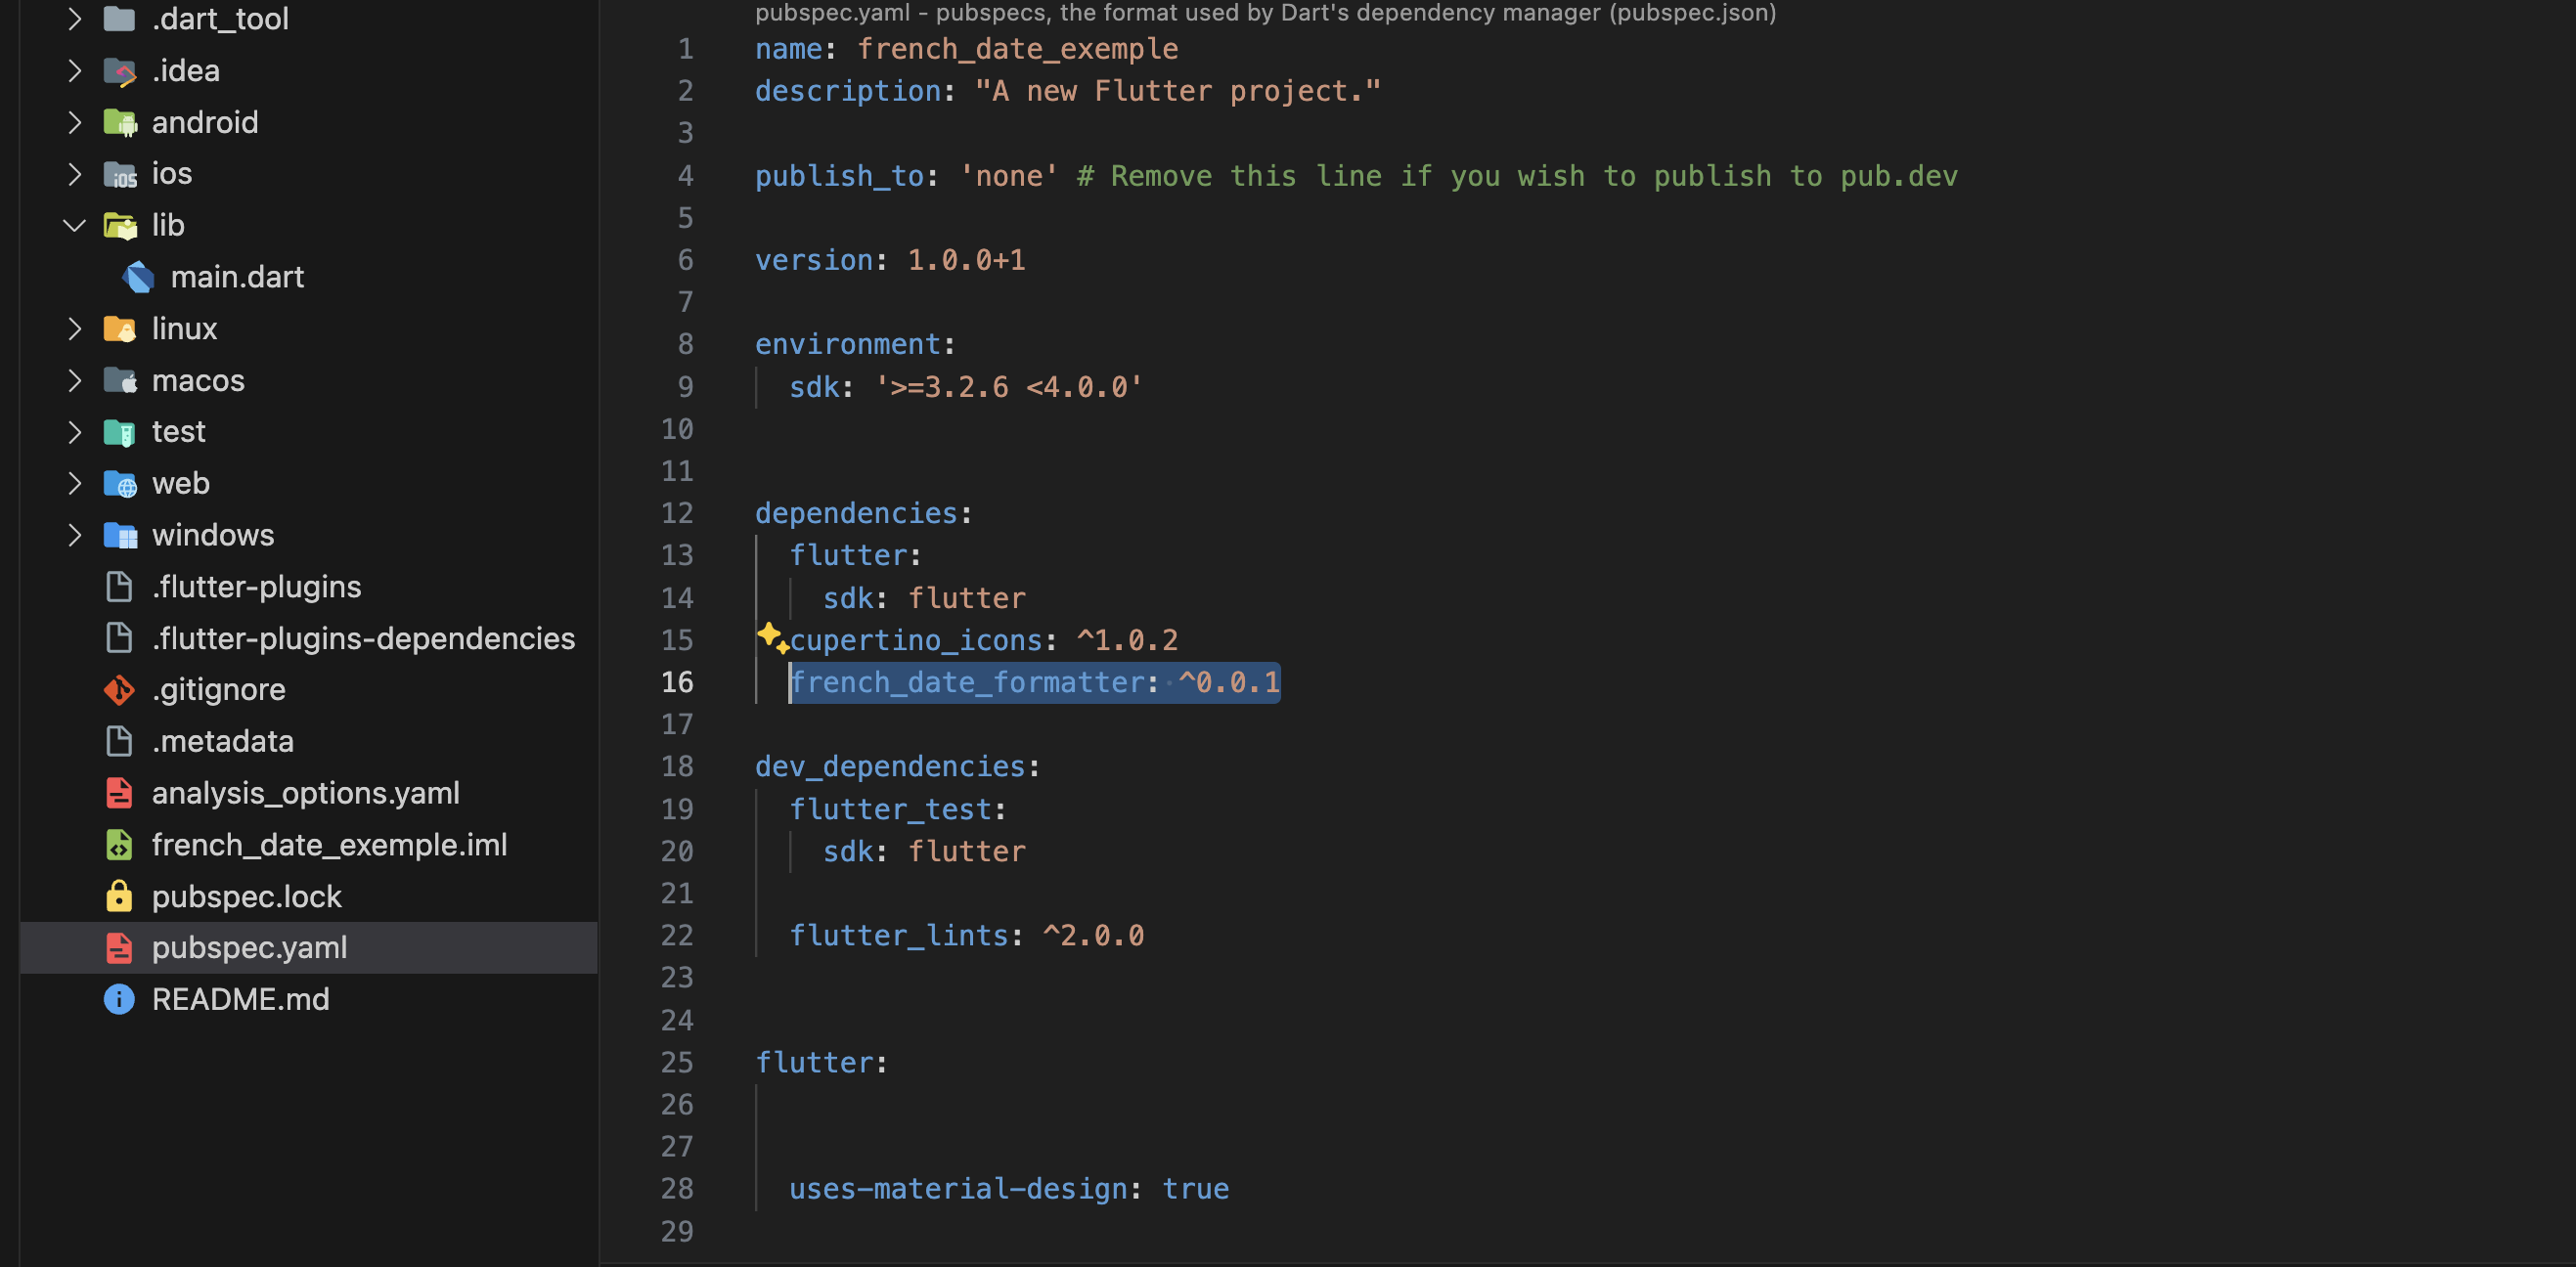 .dart_tool
.idea
android
ios
lib
main.dart
linux
macos
test
web
windows
.flutter-plugins
.flutter-plugins-dependencies
.gitignore
.metadata
analysis_options.yaml
french_date_exemple.iml
pubspec.lock
pubspec.yaml
README.md
pubspec.yaml - pubspecs, the format used by Dart's dependency manager (pubspec.json)
1 name: french_date_exemple
2 description: "A new Flutter project."
3
4 publish_to: 'none' # Remove this line if you wish to publish to pub.dev
5
6 version: 1.0.0+1
7
8 environment:
9 sdk: '>=3.2.6 <4.0.0'
10
11
12 dependencies:
13 flutter:
14 sdk: flutter
15 cupertino_icons: ^1.0.2
16 french_date_formatter: ^0.0.1
17
18 dev_dependencies:
19 flutter_test:
20 sdk: flutter
21
22 flutter_lints: ^2.0.0
23
24
25 flutter:
26
27
28 uses-material-design: true
29